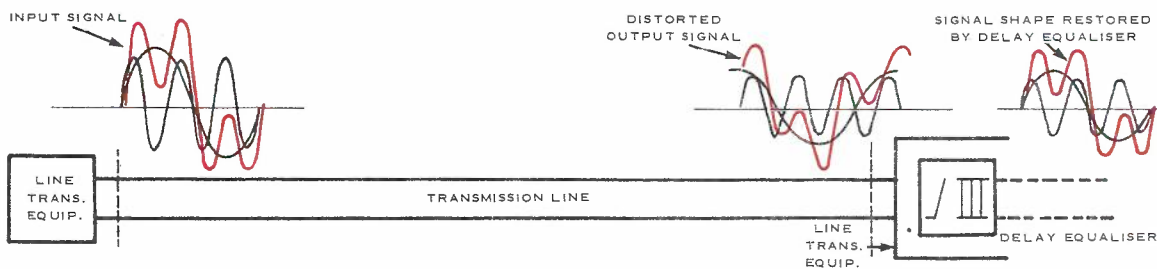 INPUT SIGNAL
DISTORTED
OUTPUT SIGNAL
SIGNAL SHAPE RESTORED
BY DELAY EQUALISER
LINE
TRANS.
EQUIP.
TRANSMISSION LINE
LINE
TRANS.
EQUIP.
DELAY EQUALISER